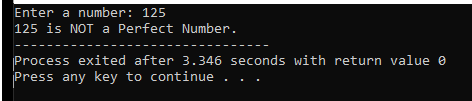 Enter a number: 125
125 is NOT a Perfect Number.
--------------------------------
Process exited after 3.346 seconds with return value 0
Press any key to continue . . .